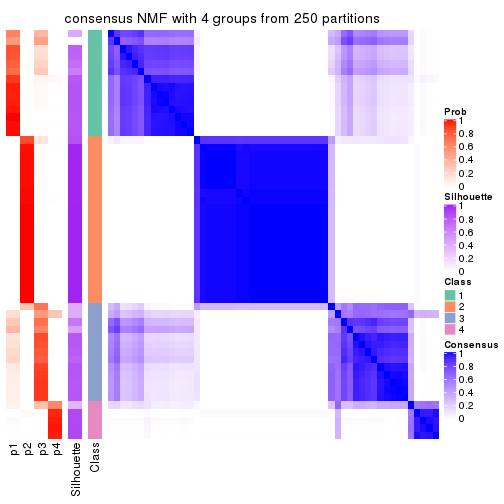 consensus NMF with 4 groups from 250 partitions
Prob
1
0.8
0.6
0.4
0.2
0
Silhouette
1
0.8
0.6
0.4
0.2
0
Class
1
2
3
4
Consensus
1
0.8
0.6
0.4
0.2
0
p1
p2
p3
p4
Silhouette
Class